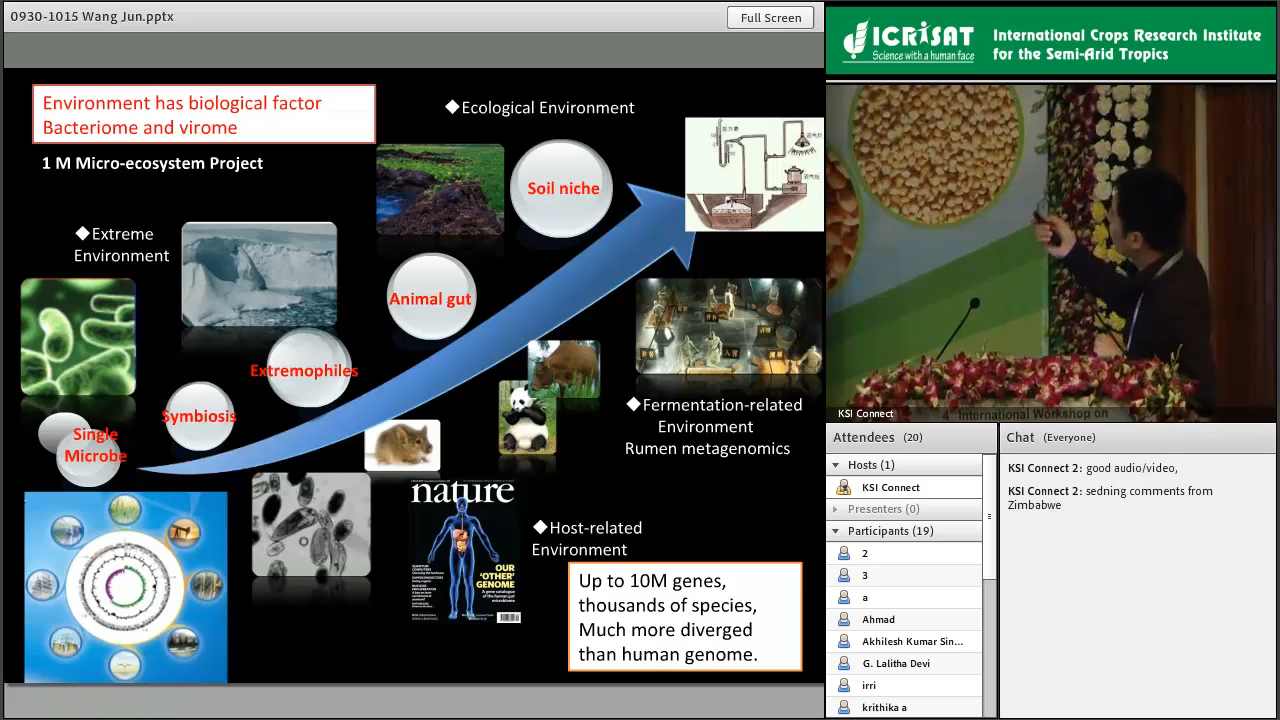 0930-1015 Wang Jun.pptx
Full Screen
Environment has biological factor
Bacteriome and virome
1 M Micro-ecosystem Project
◆Ecological Environment
Soil niche
◆Extreme
Environment
Animal gut
Extremophiles
Symbiosis
Single
Microbe
◆Fermentation-related
Environment
Rumen metagenomics
nature
OUR
'OTHER'
GENOME
◆Host-related
Environment
Up to 10M genes,
thousands of species,
Much more diverged
than human genome.
ICRISAT
Science with a human face
International Crops Research Institute
for the Semi-Arid Tropics
KSI Connect
4 International Workshop on
Attendees (20)
Hosts (1)
KSI Connect
Presenters (0)
Participants (19)
2
3
a
Ahmad
Akhilesh Kumar Sin...
G. Lalitha Devi
irri
krithika a
Chat (Everyone)
KSI Connect 2: good audio/video,
KSI Connect 2: sedning comments from
Zimbabwe